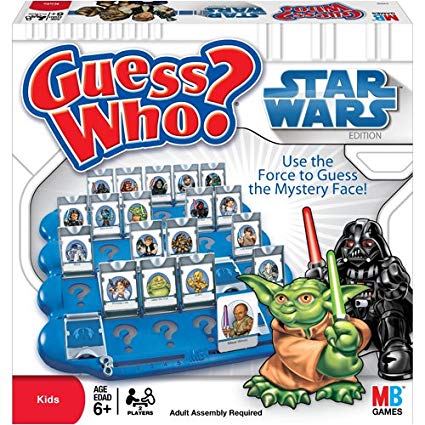 Guess
Who?
STAR
WARS
EDITION
Use the
Force to Guess
the Mystery Face!
Kids
AGE
EDAD
6+
2
PLAYERS
Adult Assembly Required
MB
GAMES